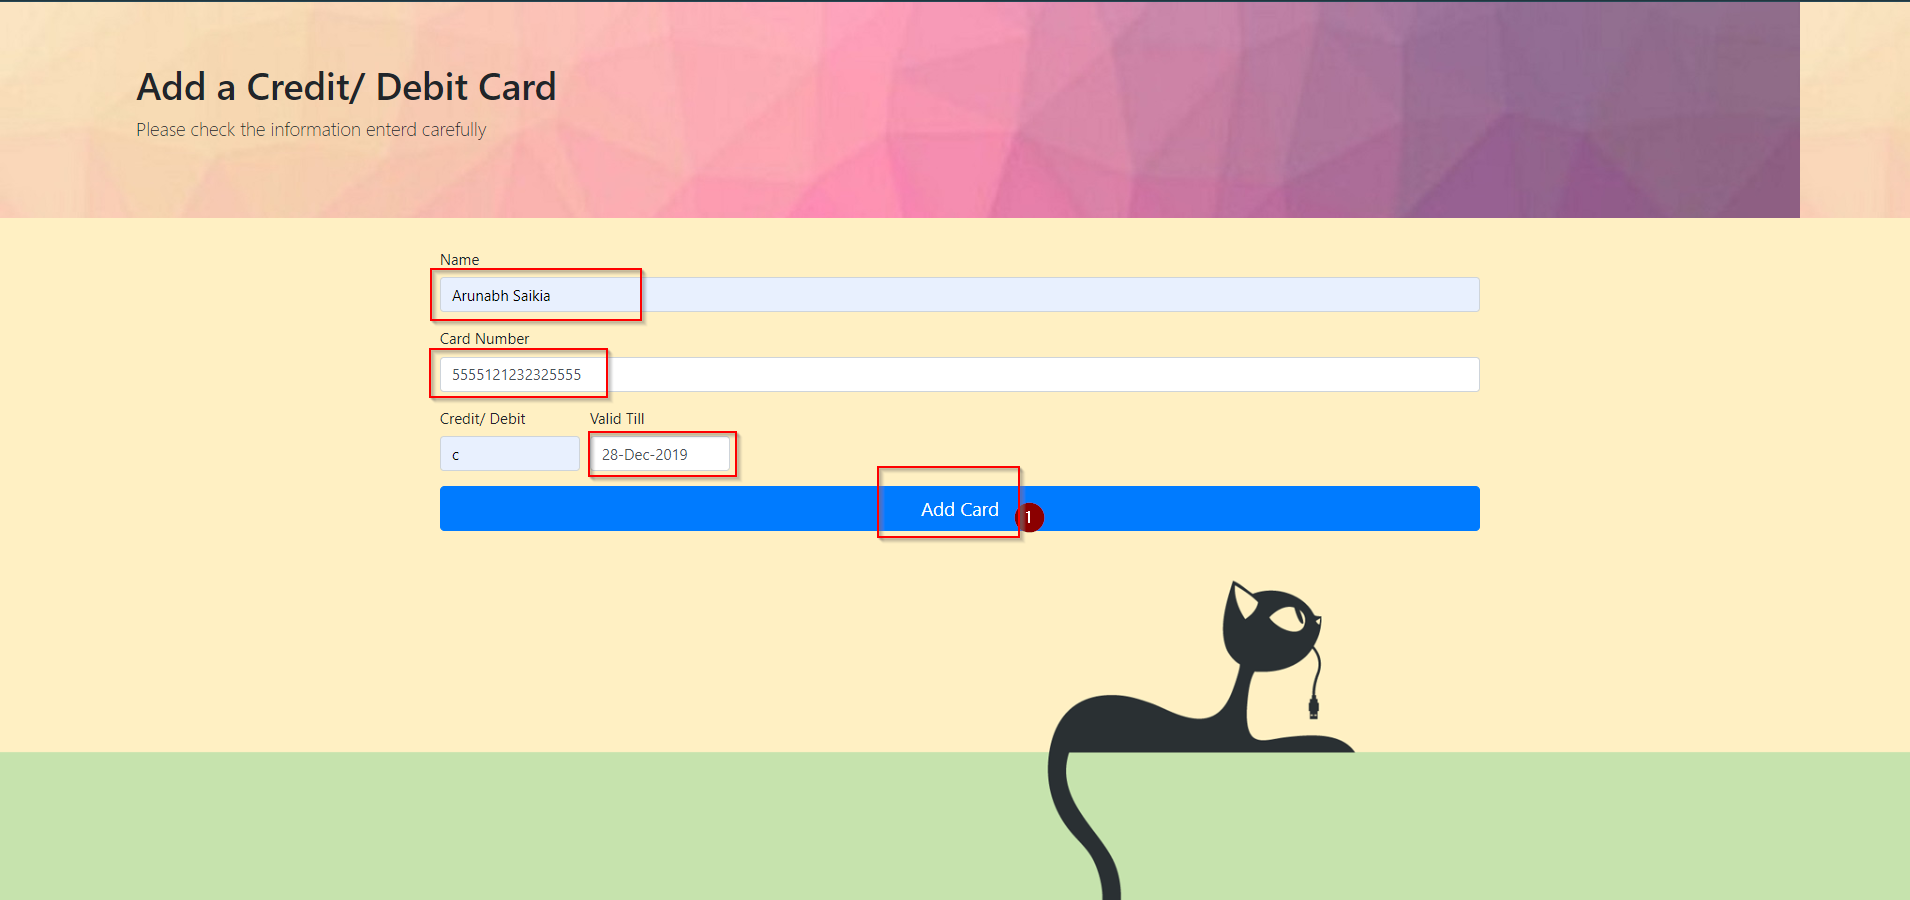 Add a Credit/ Debit Card
Please check the information enterd carefully
Name
Arunabh Saikia
Card Number
5555121232325555
Credit/ Debit Valid Till
c 28-Dec-2019
Add Card 1